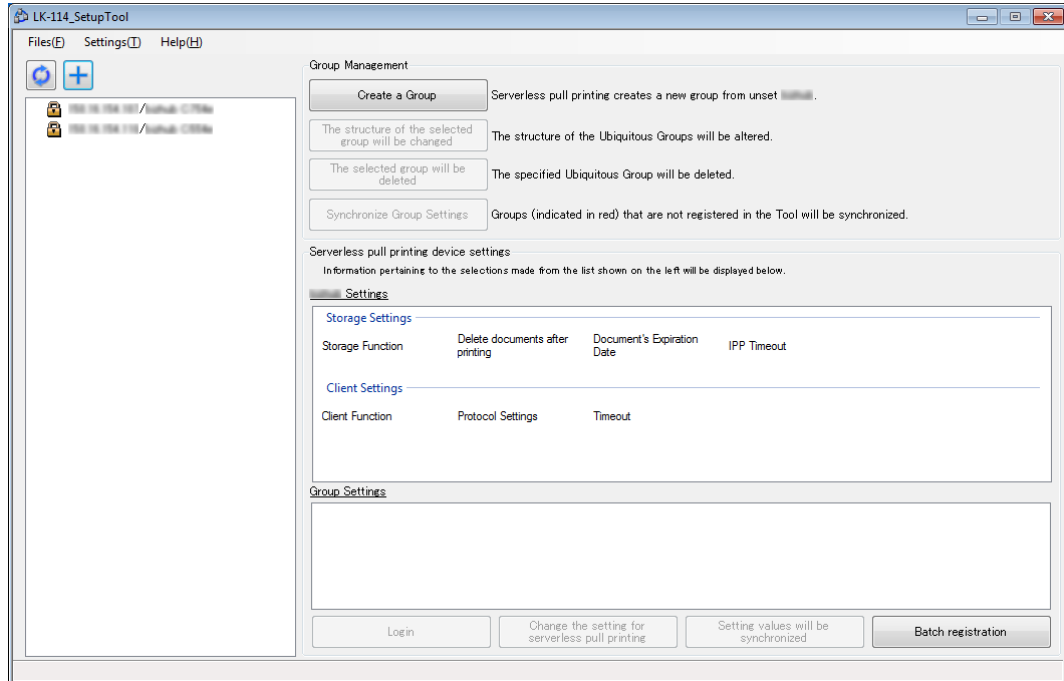 LK-114_SetupTool
Files(F) Settings(T) Help(H)
Group Management
Create a Group
Serverless pull printing creates a new group from unset .
The structure of the selected
group will be changed
The structure of the Ubiquitous Groups will be altered.
The selected group will be
deleted
The specified Ubiquitous Group will be deleted.
Synchronize Group Settings
Groups (indicated in red) that are not registered in the Tool will be synchronized.
Serverless pull printing device settings
Information pertaining to the selections made from the list shown on the left will be displayed below.
Settings
Storage Settings
Storage Function
Delete documents after
printing
Document's Expiration
Date
IPP Timeout
Client Settings
Client Function
Protocol Settings
Timeout
Group Settings
Login
Change the setting for
serverless pull printing
Setting values will be
synchronized
Batch registration